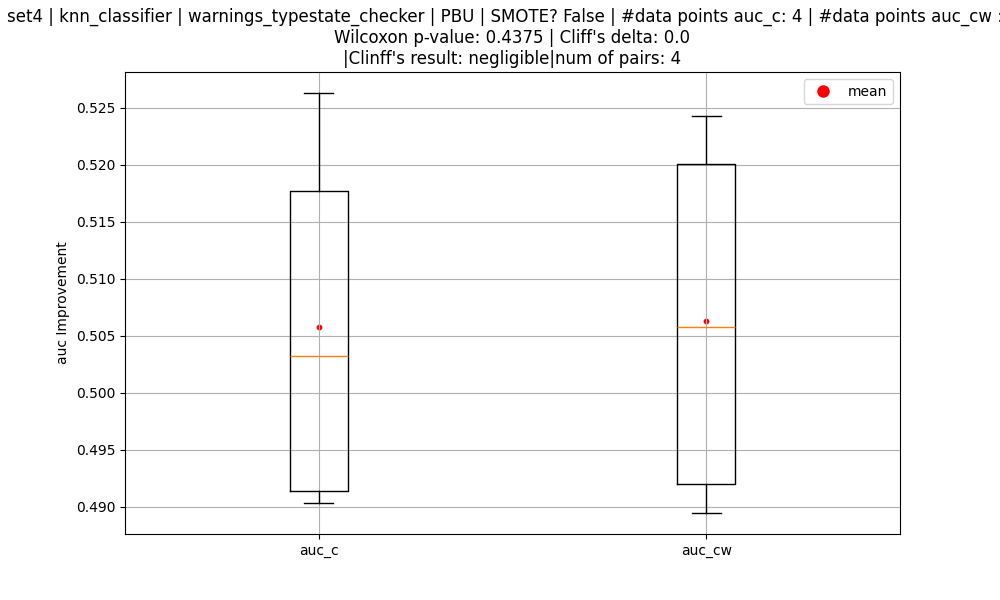 set4 | knn_classifier | warnings_typestate_checker | PBU | SMOTE? False | #data points auc_c: 4 | #data points auc_cw :
Wilcoxon p-value: 0.4375 | Cliff's delta: 0.0
|Clinff's result: negligible|num of pairs: 4
mean
0.525
0.520
0.515
0.510
0.505
0.500
0.495
0.490
auc Improvement
auc_c
auc_cw